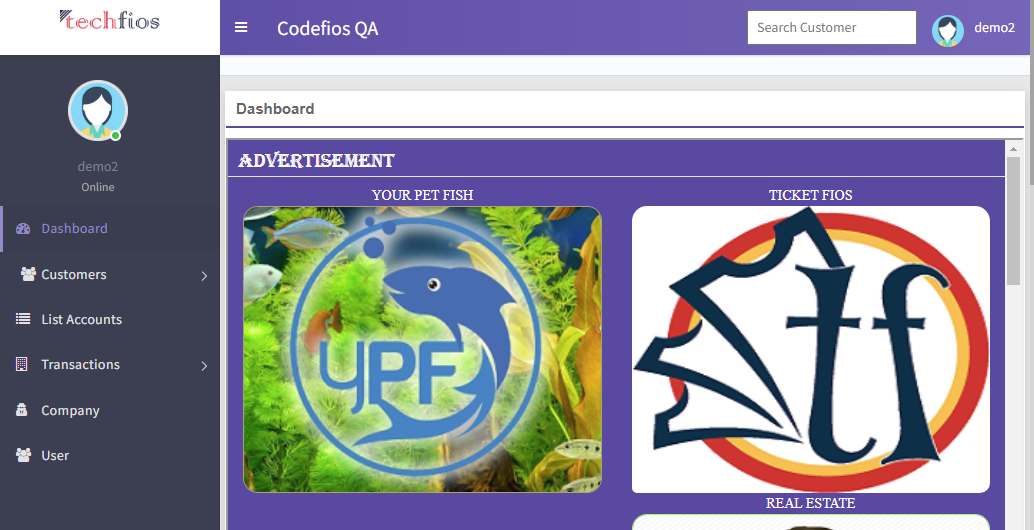 techfios
Codefios QA
Search Customer
demo2
demo2
Online
Dashboard
Customers
List Accounts
Transactions
Company
User
Dashboard
ADVERTISEMENT
YOUR PET FISH
TICKET FIOS
YPF
tf
REAL ESTATE